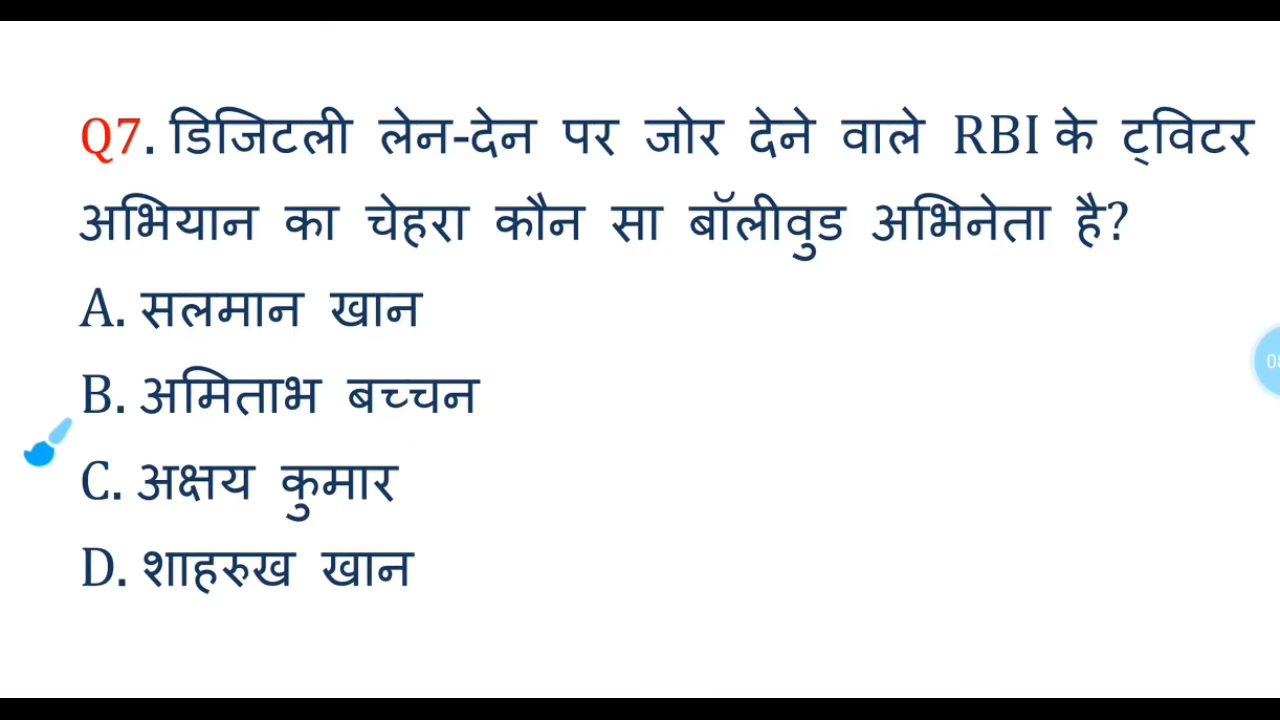 Q7. डिजिटली लेन-देन पर जोर देने वाले RBI के ट्विटर
अभियान का चेहरा कौन सा बॉलीवुड अभिनेता है?
A. सलमान खान
B. अमिताभ बच्चन
C. अक्षय कुमार
D. शाहरुख खान